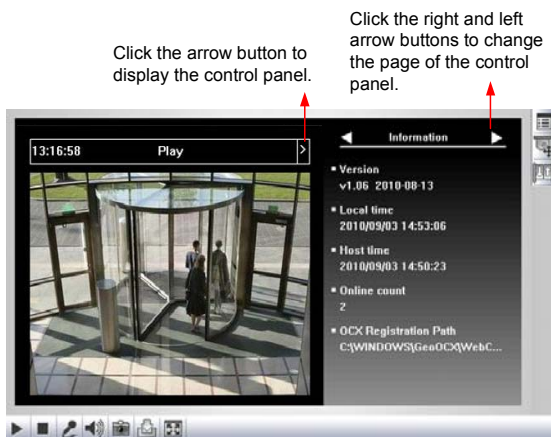 Click the arrow button to
display the control panel.
Click the right and left
arrow buttons to change
the page of the control
panel.
13:16:58 Play >
Information
Version
v1.06 2010-08-13
Local time
2010/09/03 14:53:06
Host time
2010/09/03 14:50:23
Online count
2
OCX Registration Path
C:\WINDOWS\GeoOCX\WebC...